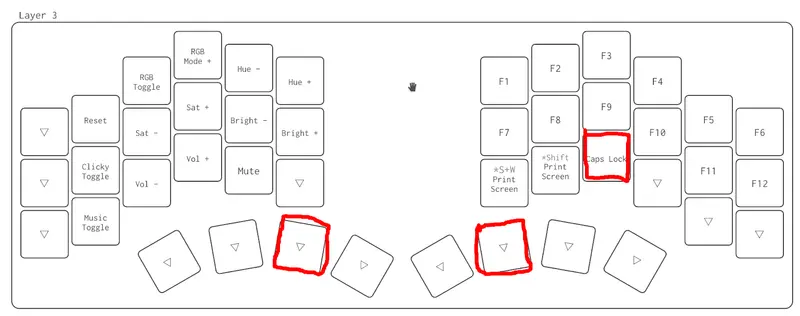 Layer 3
RGB
Mode +
F3
Hue -
F2
RGB
Toggle
Hue +
F1
F4
Sat +
F9
Reset
Sat -
Bright -
Bright +
F7
F8
F10
F5
F6
Vol +
Caps Lock
Clicky
Toggle
Vol -
Mute
*S+W
Print
Screen
*Shift
Print
Screen
F11
F12
Music
Toggle